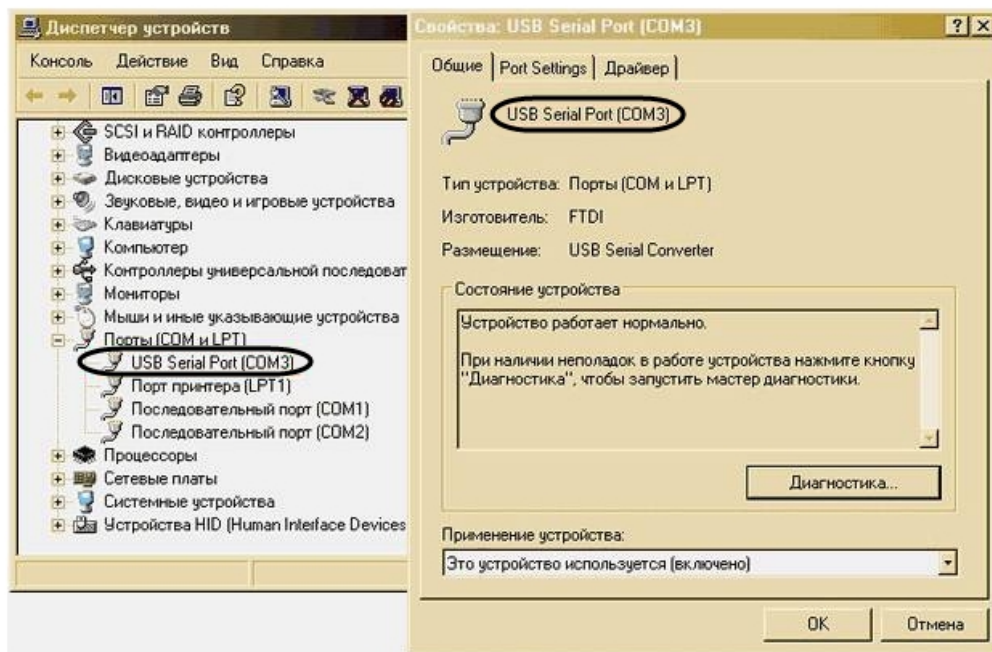 Диспетчер устройств
Консоль Действие Вид Справка
SCSI и RAID контроллеры
Видеоадаптеры
Дисковые устройства
Звуковые, видео и игровые устройства
Клавиатуры
Компьютер
Контроллеры универсальной последоват
Мониторы
Мыши и иные указывающие устройства
Порты (COM и LPT)
USB Serial Port (COM3)
Порт принтера (LPT1)
Последовательный порт (COM1)
Последовательный порт (COM2)
Процессоры
Сетевые платы
Системные устройства
Устройства HID (Human Interface Devices
Свойства: USB Serial Port (COM3)
Общие Port Settings Драйвер
USB Serial Port (COM3)
Тип устройства: Порты (COM и LPT)
Изготовитель: FTDI
Размещение: USB Serial Converter
Состояние устройства
Устройство работает нормально.
При наличии неполадок в работе устройства нажмите кнопку
"Диагностика", чтобы запустить мастер диагностики.
Диагностика...
Применение устройства:
Это устройство используется (включено)
OK Отмена